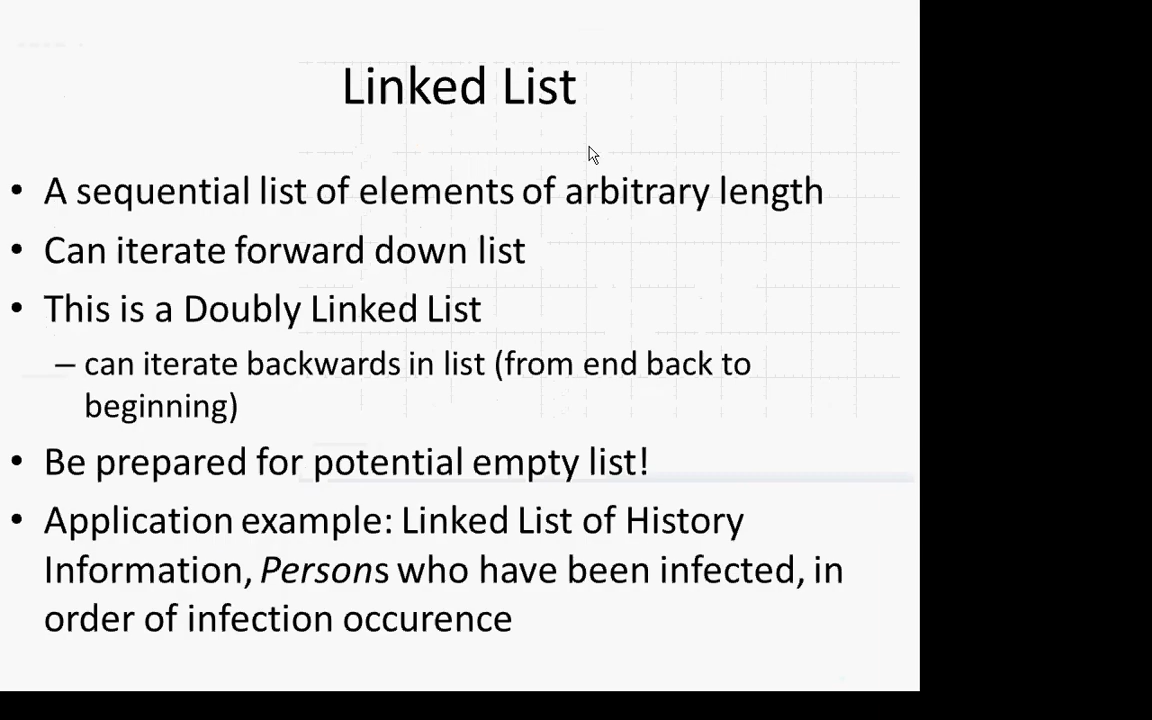 Linked List
• A sequential list of elements of arbitrary length
• Can iterate forward down list
• This is a Doubly Linked List
– can iterate backwards in list (from end back to
beginning)
• Be prepared for potential empty list!
• Application example: Linked List of History
Information, Persons who have been infected, in
order of infection occurence